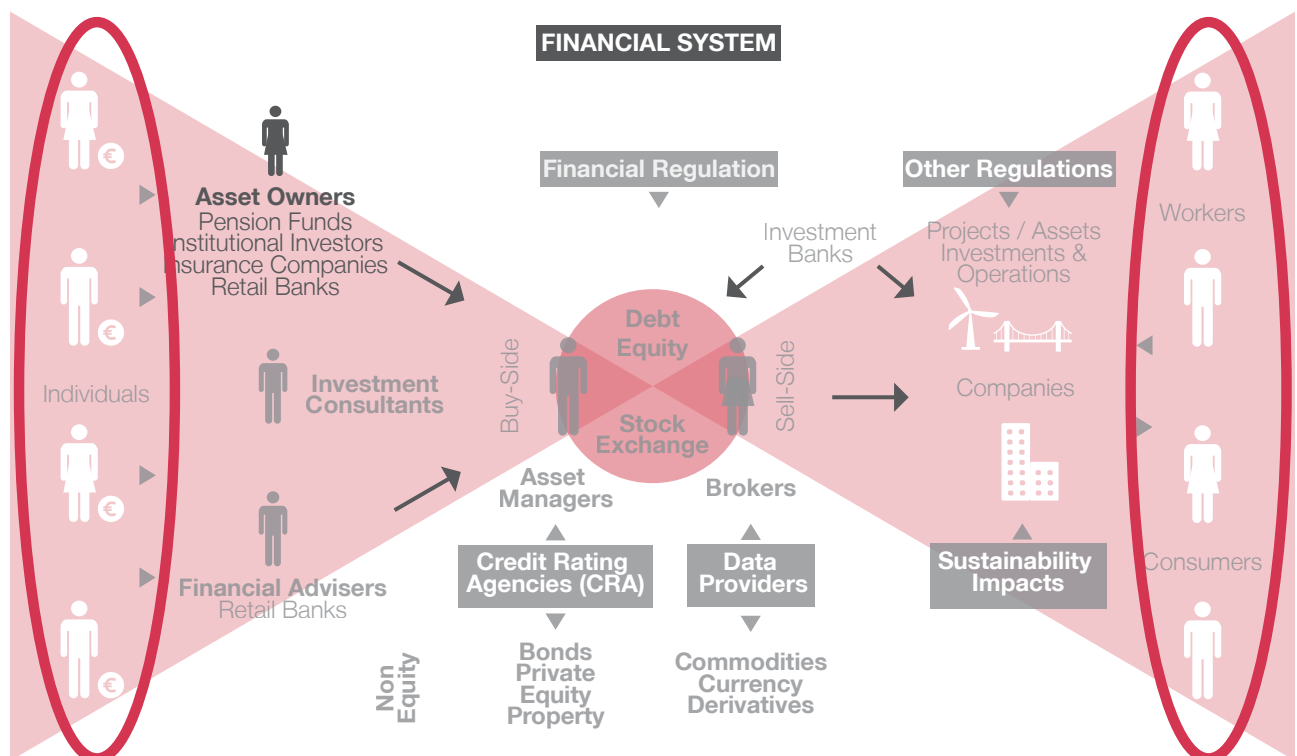 FINANCIAL SYSTEM
Financial Regulation
Other Regulations
Asset Owners
Pension Funds
Institutional Investors
Insurance Companies
Retail Banks
Workers
Investment
Banks
Projects / Assets
Investments &
Operations
Debt
Equity
Individuals
Investment
Consultants
Buy-Side
Sell-Side
Companies
Stock
Exchange
Asset
Managers
Brokers
Credit Rating
Agencies (CRA)
Data
Providers
Sustainability
Impacts
Consumers
Financial Advisers
Retail Banks
Non
Equity
Bonds
Private
Equity
Property
Commodities
Currency
Derivatives
€
€
€
€